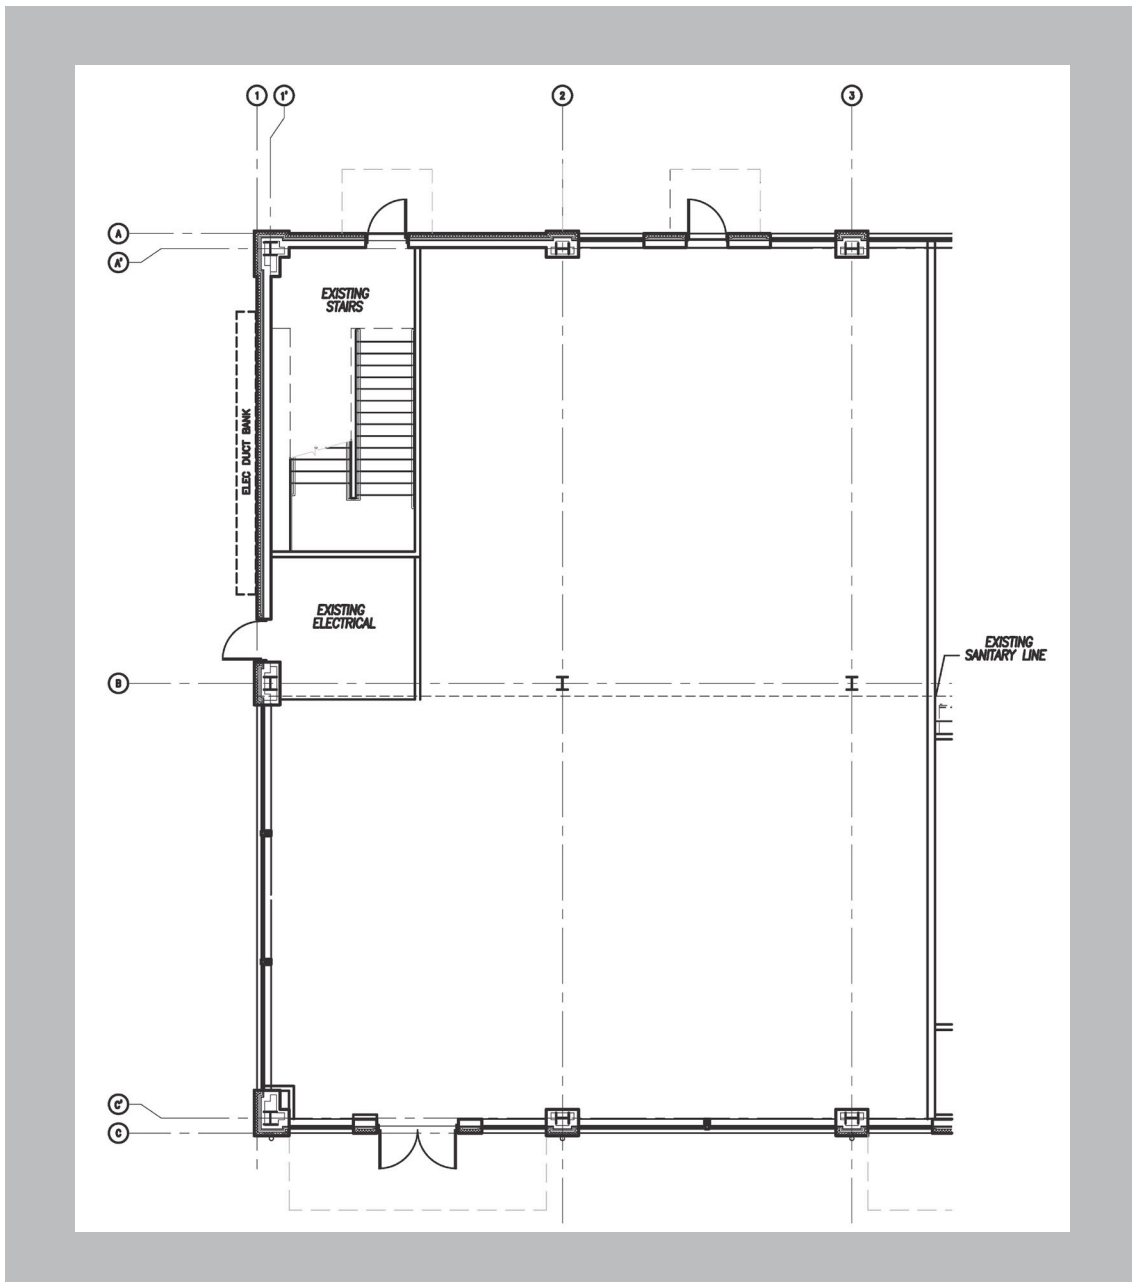 1
1'
2
3
A
A'
EXISTING
STAIRS
ELEC DUCT BANK
EXISTING
ELECTRICAL
EXISTING
SANITARY LINE
B
C'
C